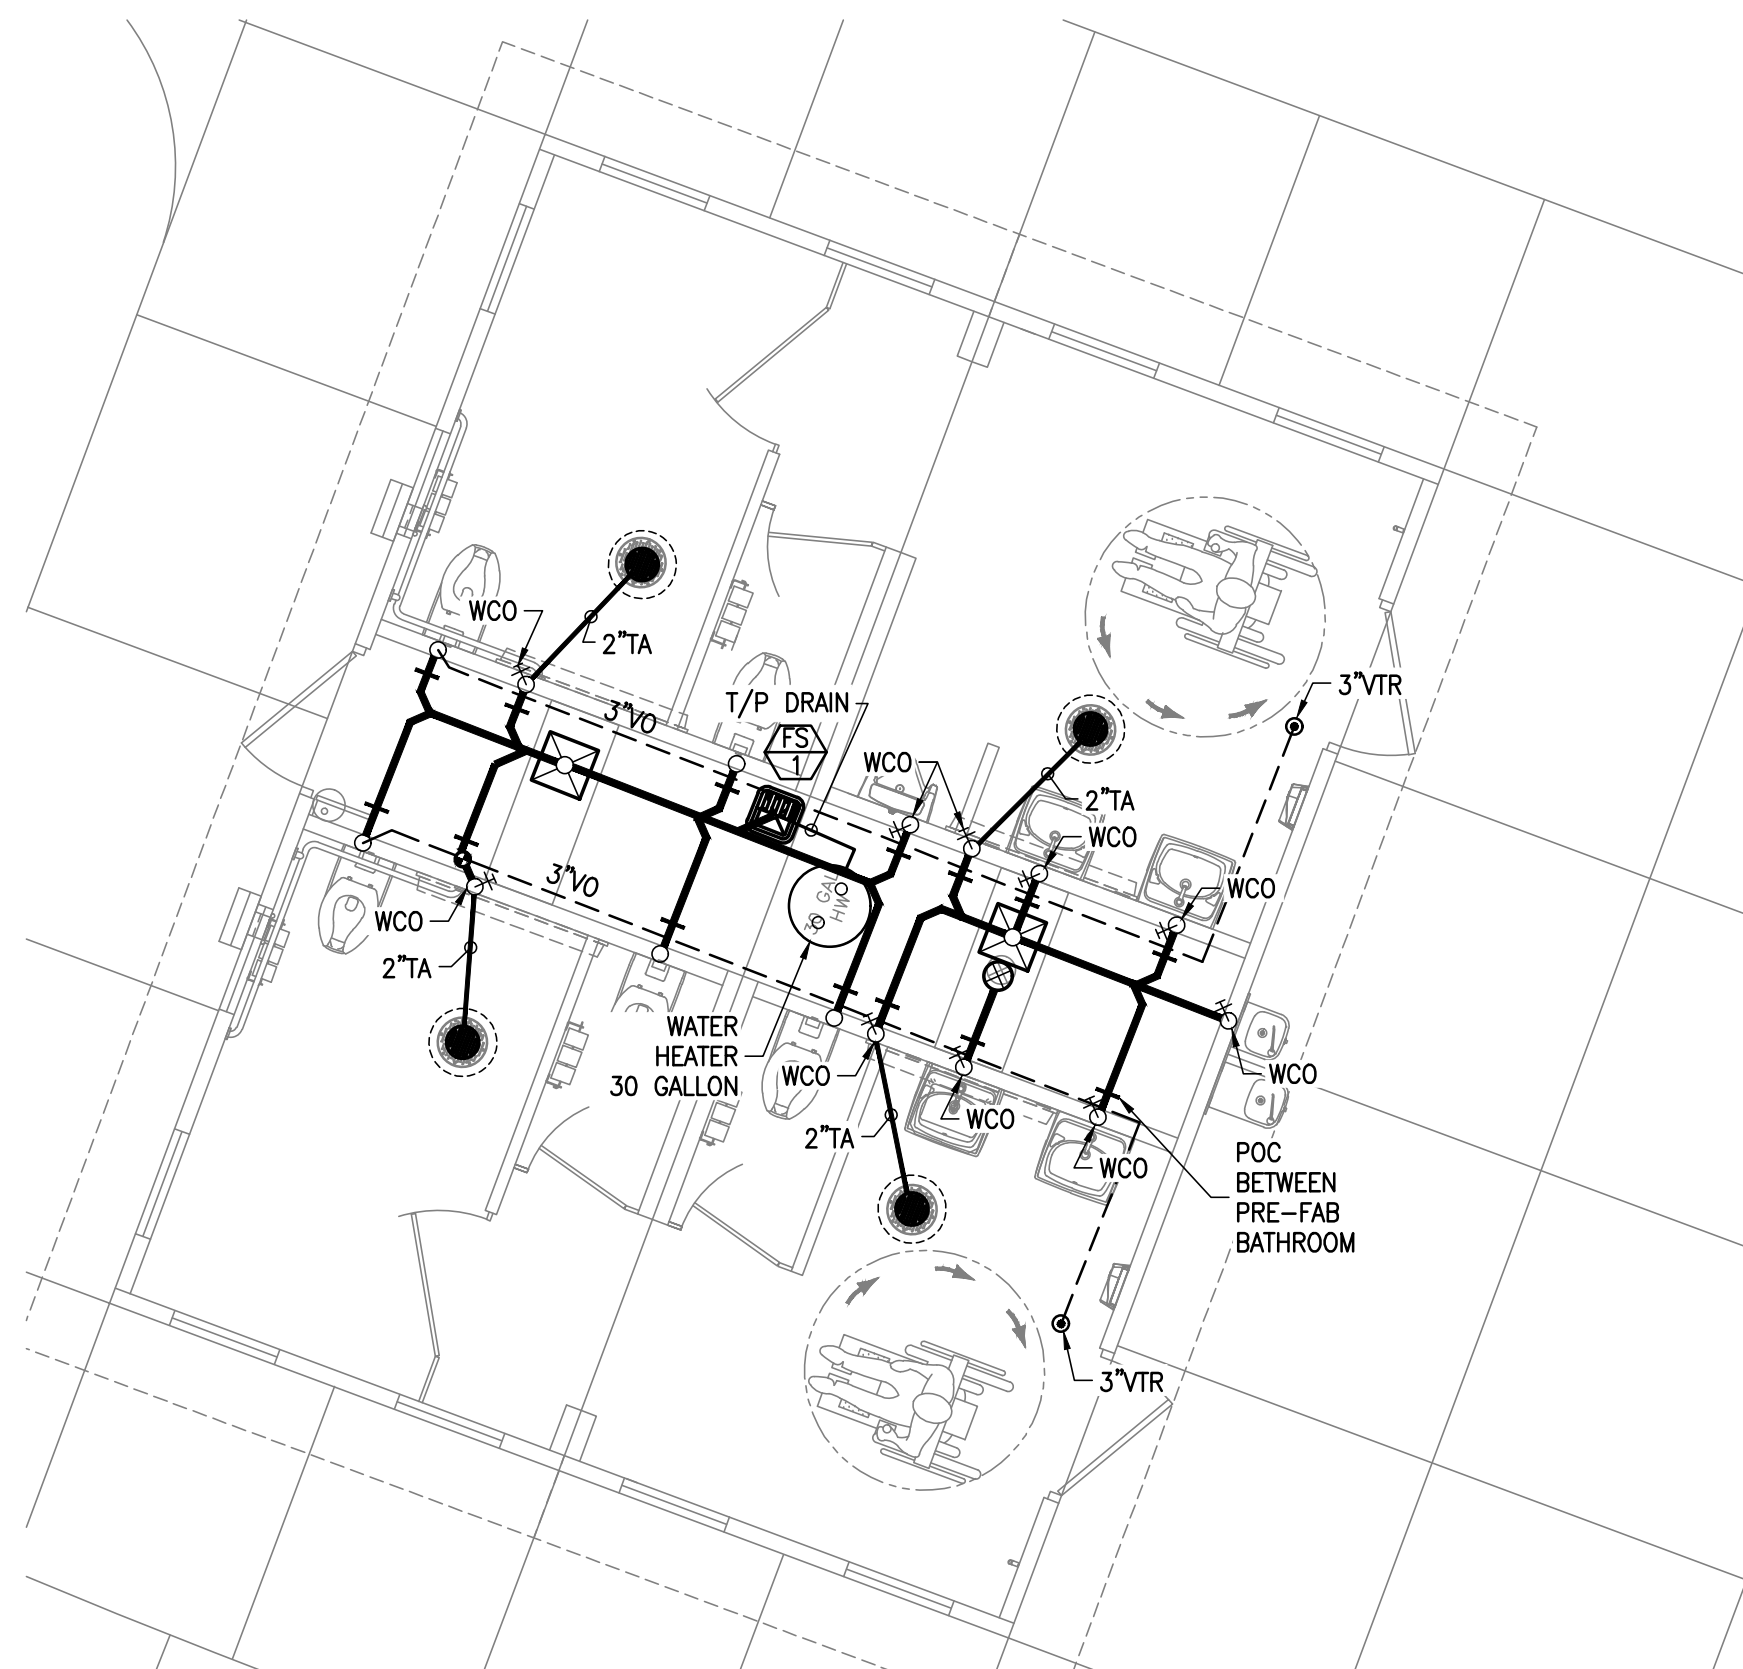 WCO
2"TA
3"VO
T/P DRAIN
FS
1
3"VTR
WCO
2"TA
WCO
WCO
3"VO
30 GAL
HW
WCO
2"TA
WATER
HEATER
30 GALLON
WCO
WCO
WCO
2"TA
WCO
POC
BETWEEN
PRE-FAB
BATHROOM
3"VTR